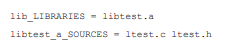 lib_LIBRARIES = libtest.a
libtest_a_SOURCES = ltest.c ltest.h